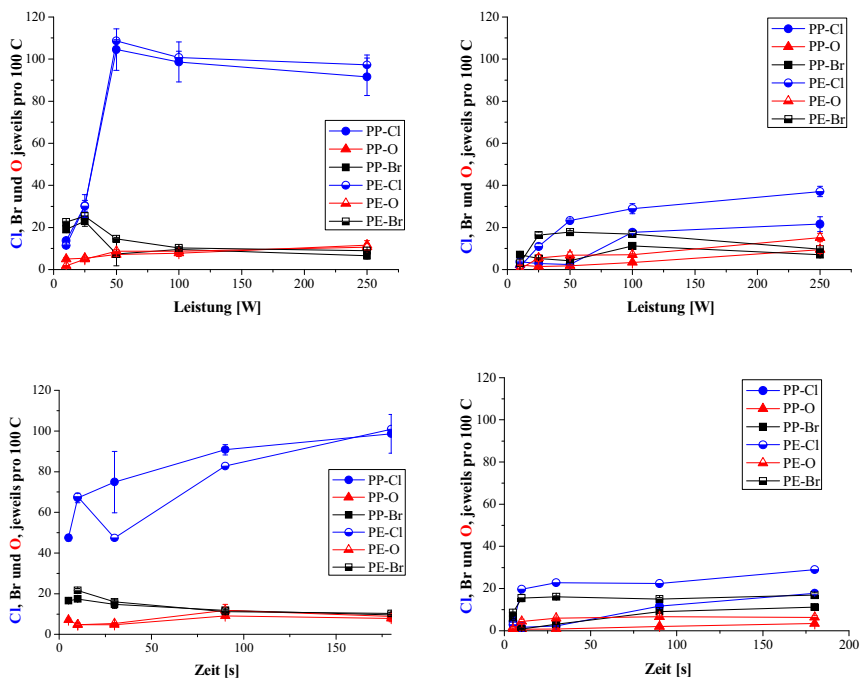 120
100
80
60
40
20
0
Cl, Br und O, jeweils pro 100 C
PP-Cl
PP-O
PP-Br
PE-Cl
PE-O
PE-Br
0
50
100
150
200
250
Leistung [W]
120
100
80
60
40
20
0
Cl, Br und O, jeweils pro 100 C
PP-Cl
PP-O
PP-Br
PE-Cl
PE-O
PE-Br
0
50
100
150
200
250
Leistung [W]
120
100
80
60
40
20
0
Cl, Br und O, jeweils pro 100 C
PP-Cl
PP-O
PP-Br
PE-Cl
PE-O
PE-Br
0
50
100
150
Zeit [s]
120
100
80
60
40
20
0
Cl, Br und O, jeweils pro 100 C
PP-Cl
PP-O
PP-Br
PE-Cl
PE-O
PE-Br
0
50
100
150
200
Zeit [s]